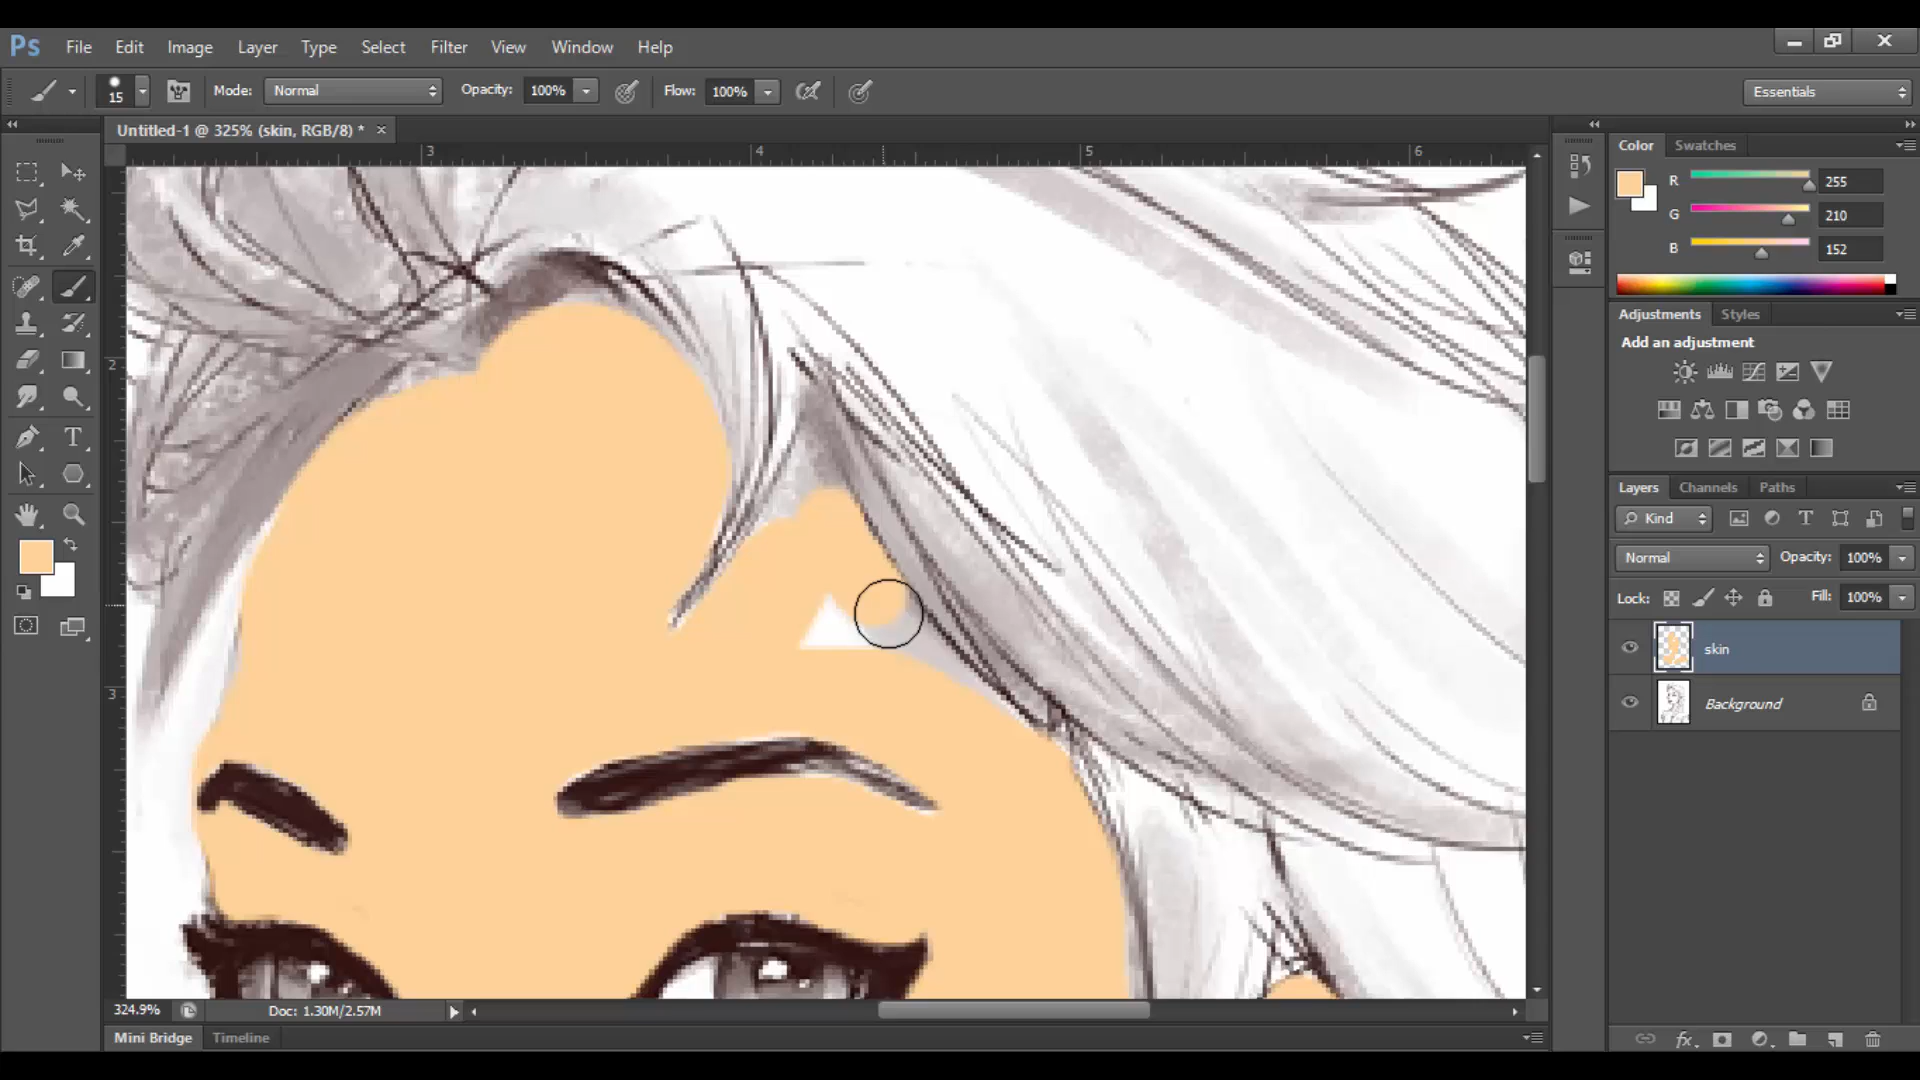 Ps File Edit Image Layer Type Select Filter View Window Help
15 Mode: Normal Opacity: 100% Flow: 100% Essentials
Untitled-1 @ 325% (skin, RGB/8) * ×
3 4 5 6
2
3
Color Swatches
R 255
G 210
B 152
Adjustments Styles
Add an adjustment
Layers Channels Paths
Kind
Normal Opacity: 100%
Lock: Fill: 100%
skin
Background
fx
324.9% Doc: 1.30M/2.57M
Mini Bridge Timeline